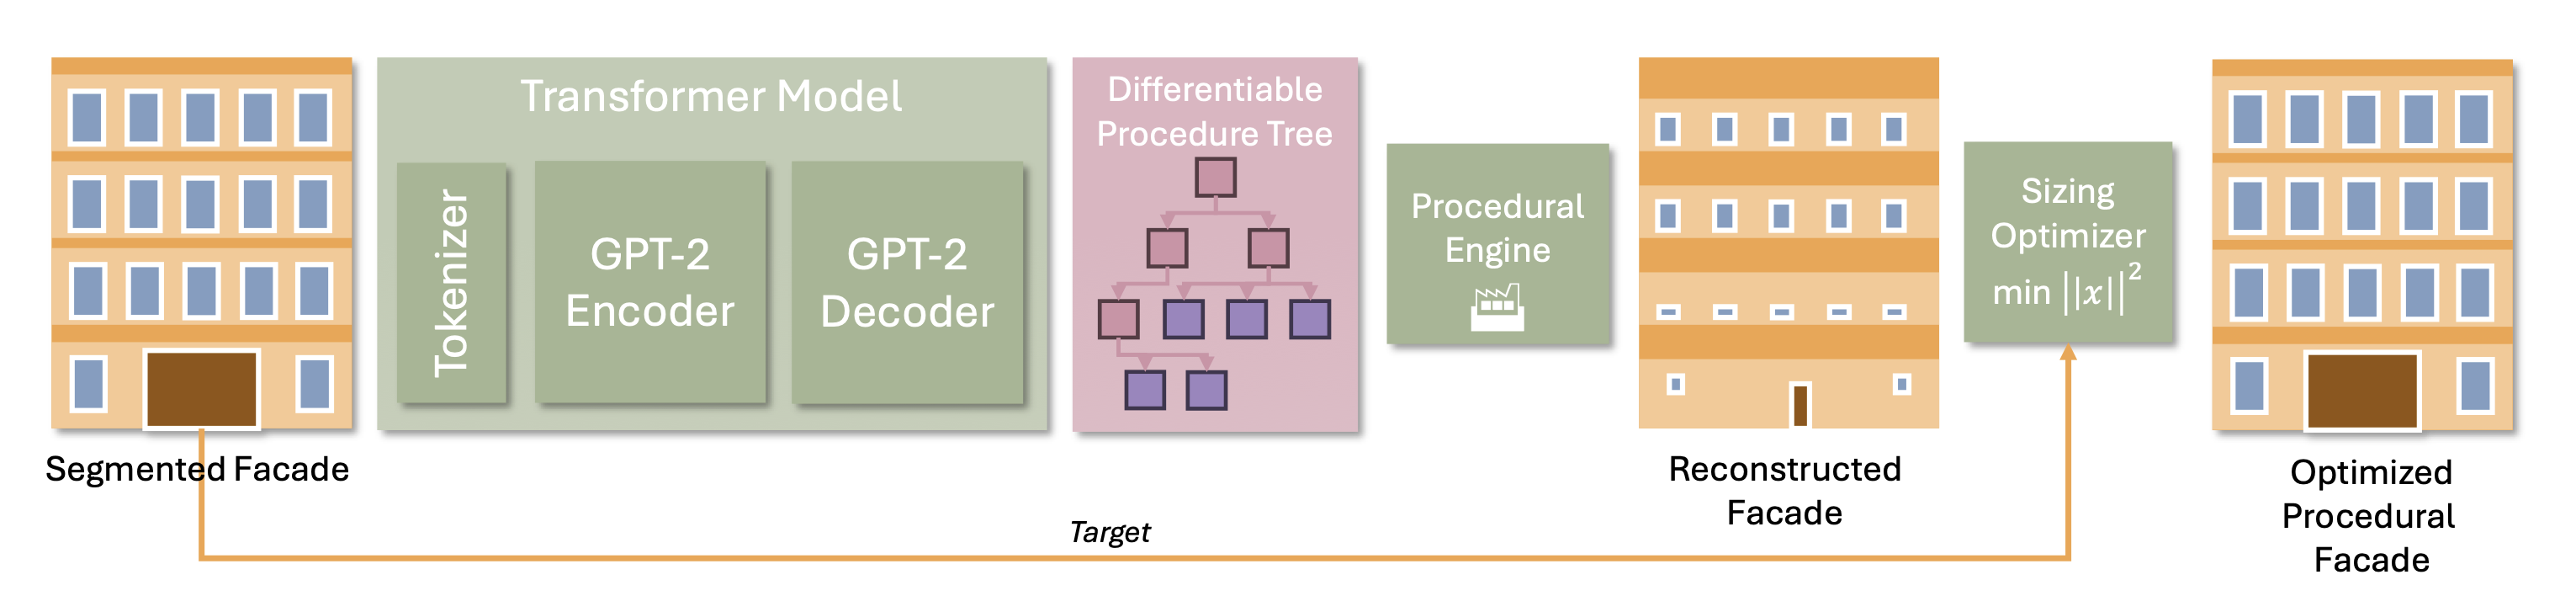 Transformer Model
Tokenizer
GPT-2
Encoder
GPT-2
Decoder
Differentiable
Procedure Tree
Procedural
Engine
Sizing
Optimizer
min ||x||²
Segmented Facade
Reconstructed
Facade
Optimized
Procedural
Facade
Target